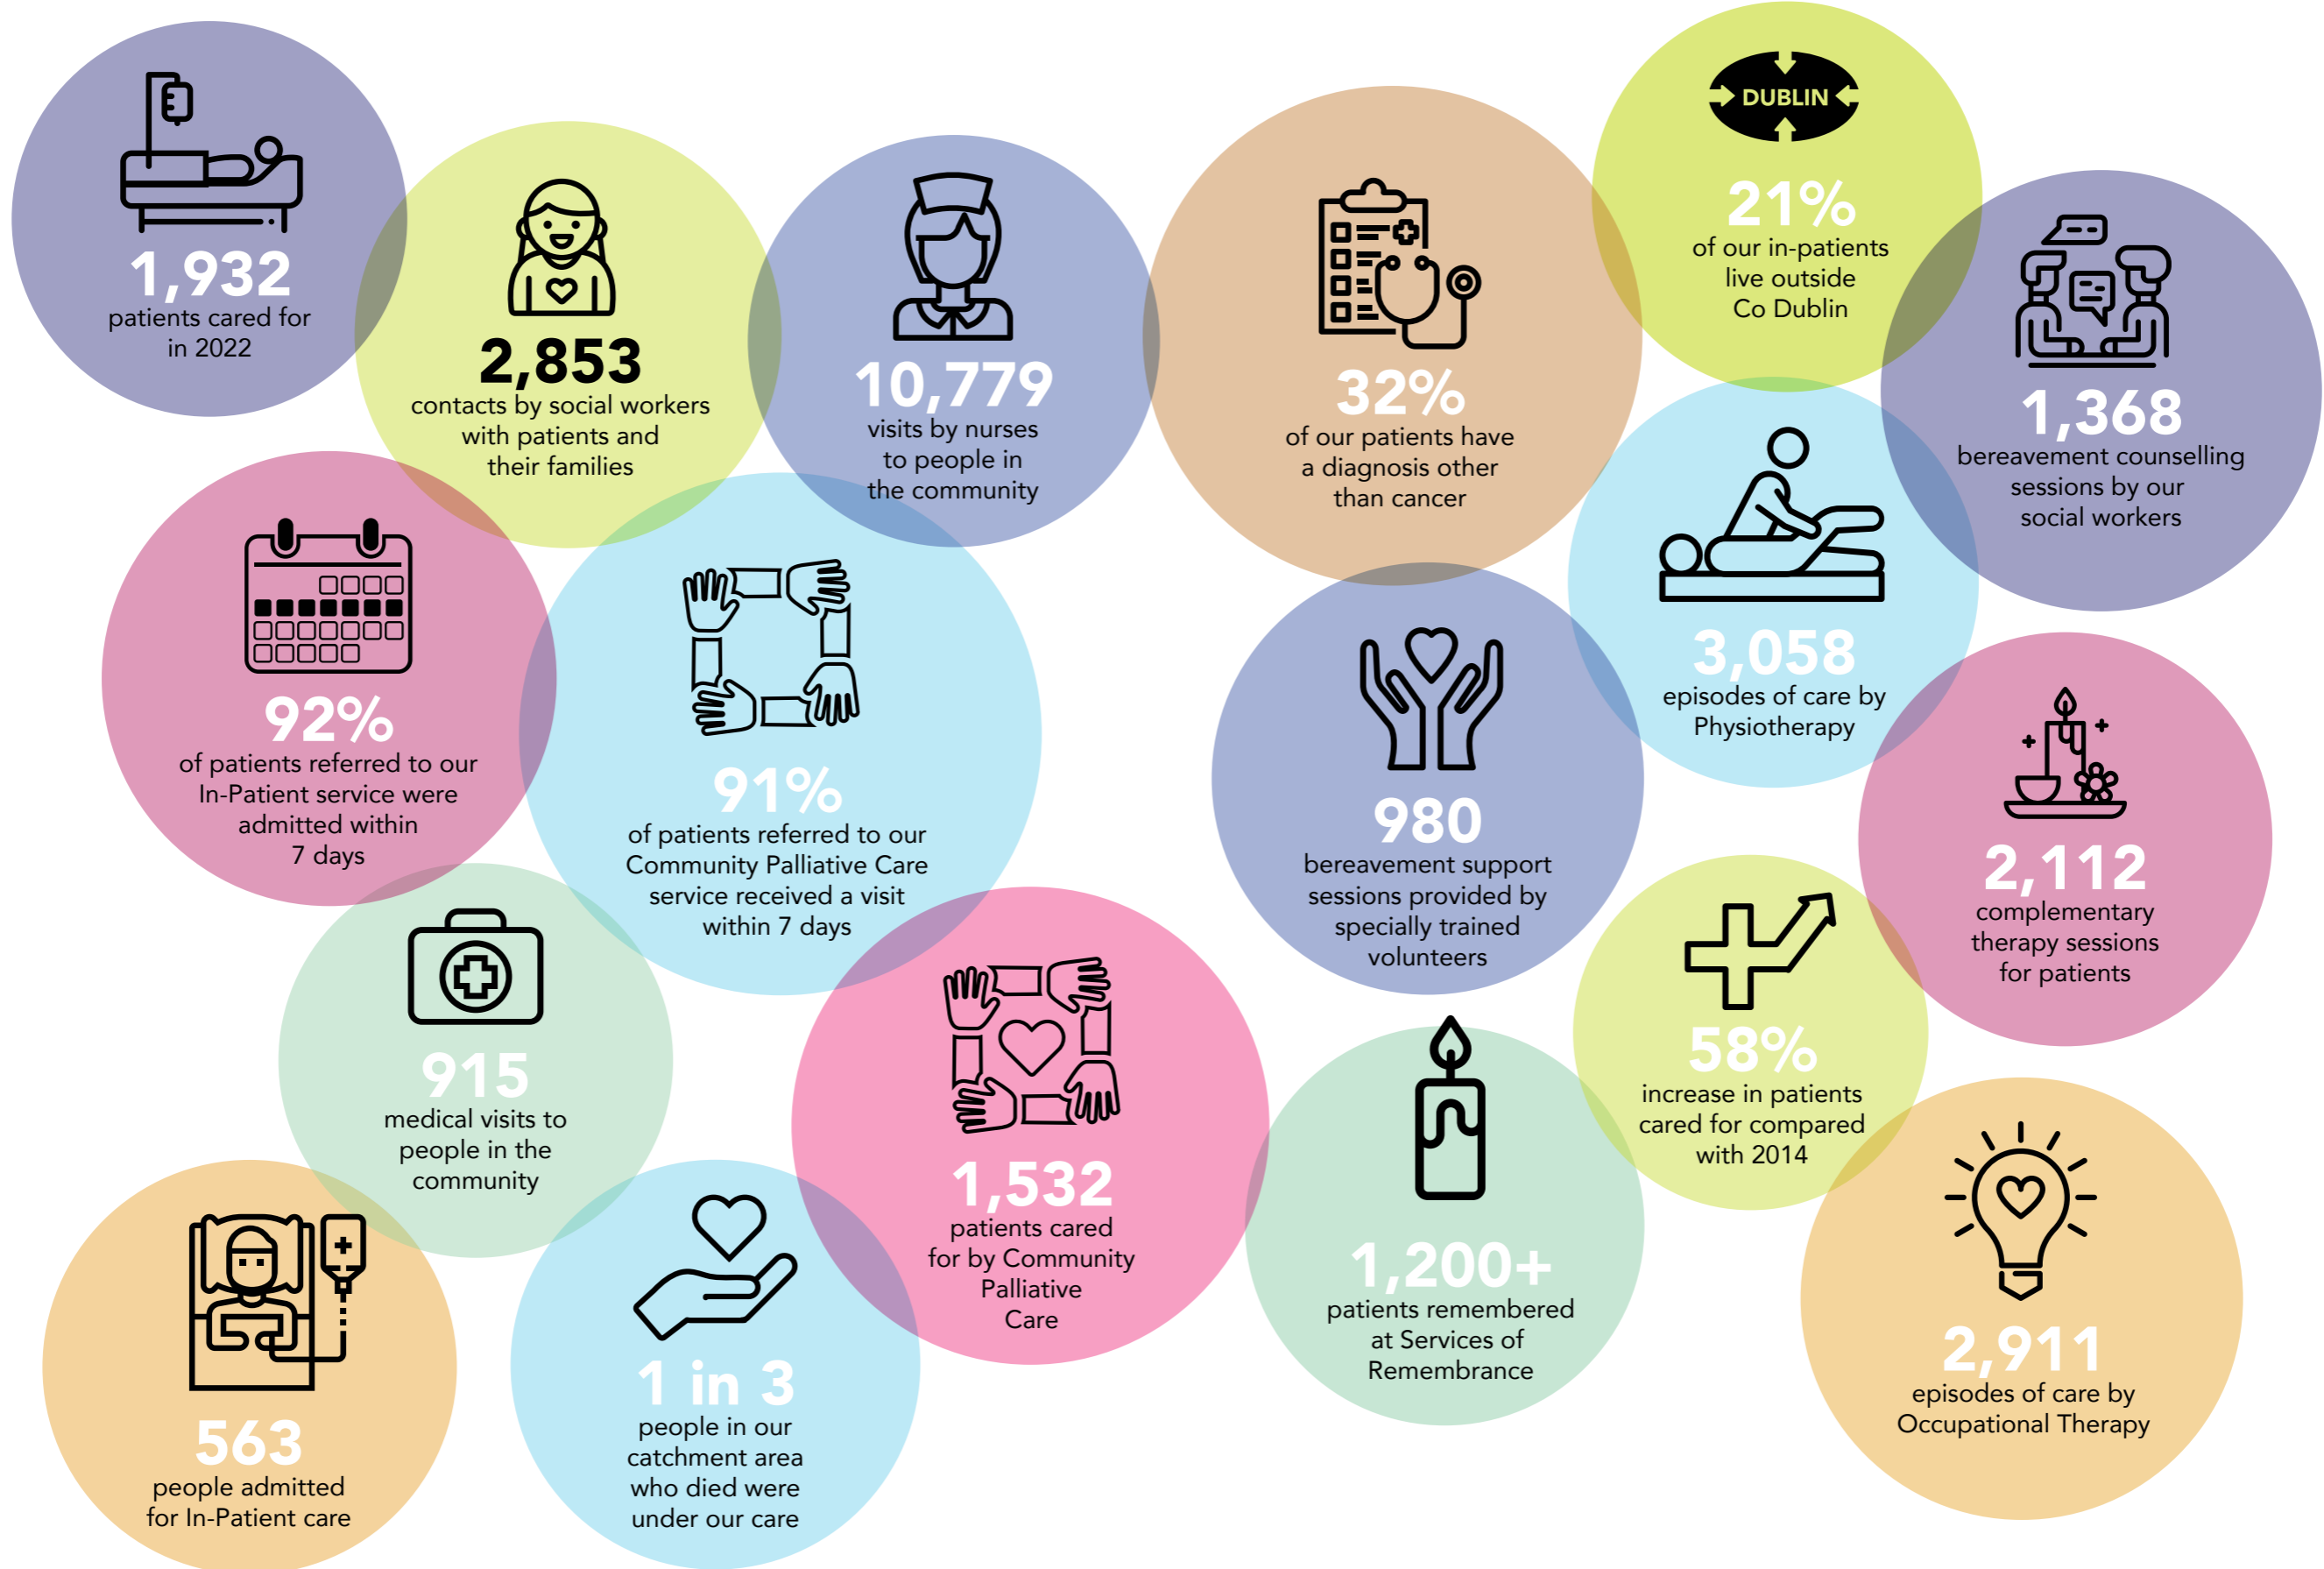 1,932
patients cared for
in 2022
2,853
contacts by social workers
with patients and
their families
10,779
visits by nurses
to people in
the community
32%
of our patients have
a diagnosis other
than cancer
DUBLIN
21%
of our in-patients
live outside
Co Dublin
1,368
bereavement counselling
sessions by our
social workers
92%
of patients referred to our
In-Patient service were
admitted within
7 days
91%
of patients referred to our
Community Palliative Care
service received a visit
within 7 days
980
bereavement support
sessions provided by
specially trained
volunteers
3,058
episodes of care by
Physiotherapy
2,112
complementary
therapy sessions
for patients
915
medical visits to
people in the
community
1,532
patients cared
for by Community
Palliative
Care
1,200+
patients remembered
at Services of
Remembrance
58%
increase in patients
cared for compared
with 2014
2,911
episodes of care by
Occupational Therapy
563
people admitted
for In-Patient care
1 in 3
people in our
catchment area
who died were
under our care